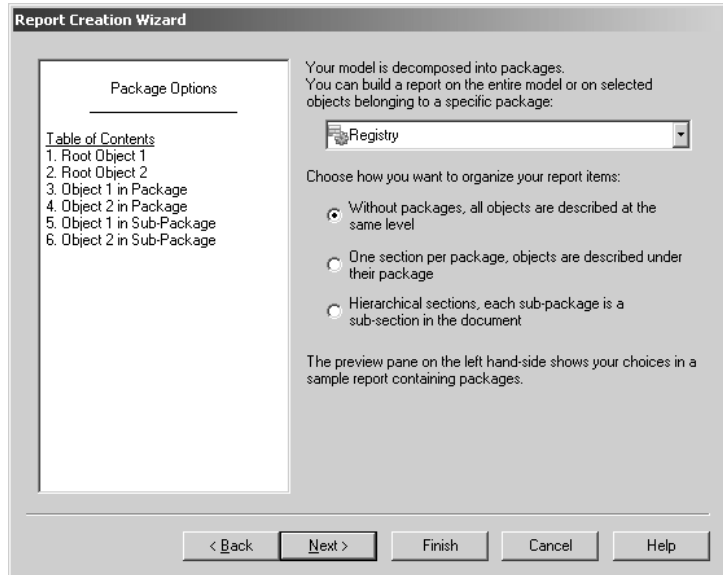 Report Creation Wizard
Package Options
Table of Contents
1. Root Object 1
2. Root Object 2
3. Object 1 in Package
4. Object 2 in Package
5. Object 1 in Sub-Package
6. Object 2 in Sub-Package
Your model is decomposed into packages.
You can build a report on the entire model or on selected
objects belonging to a specific package:
Registry
Choose how you want to organize your report items:
Without packages, all objects are described at the
same level
One section per package, objects are described under
their package
Hierarchical sections, each sub-package is a
sub-section in the document
The preview pane on the left hand-side shows your choices in a
sample report containing packages.
< Back
Next >
Finish
Cancel
Help